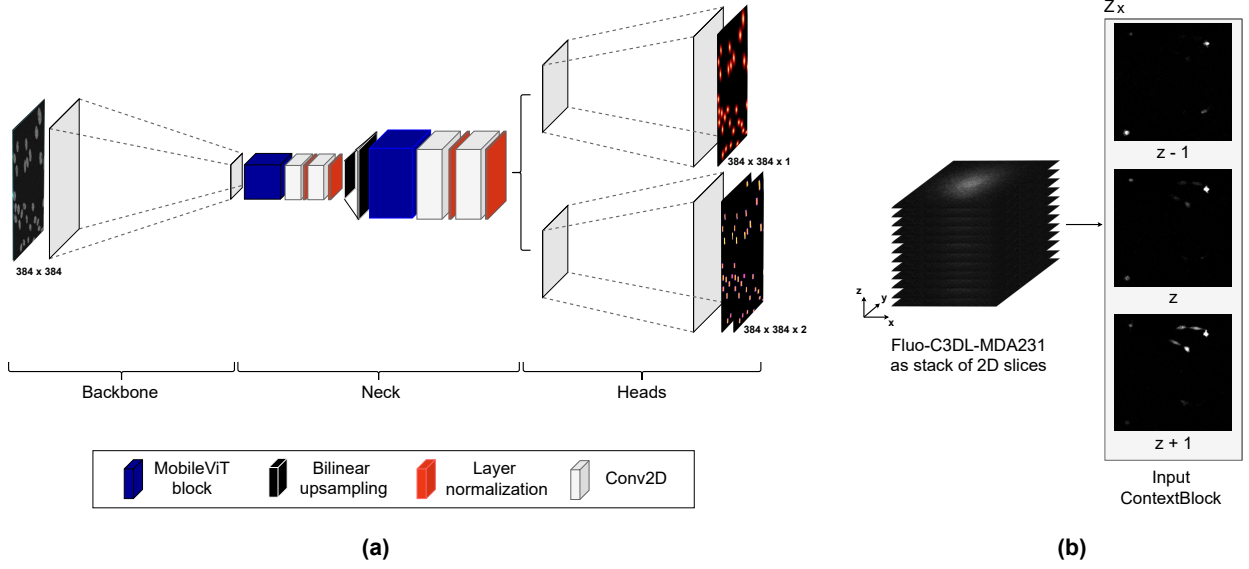 384 x 384
384 x 384 x 1
384 x 384 x 2
Backbone
Neck
Heads
MobileViT
block
Bilinear
upsampling
Layer
normalization
Conv2D
(a)
z
y
x
Fluo-C3DL-MDA231
as stack of 2D slices
Zx
z - 1
z
z + 1
Input
ContextBlock
(b)